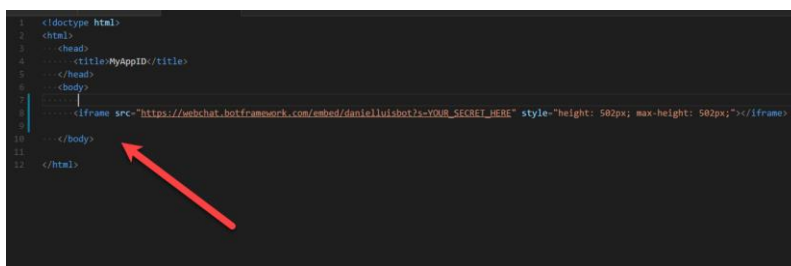 1 <!doctype html>
2 <html>
3 <head>
4 <title>MyAppID</title>
5 </head>
6 <body>
7
8 <iframe src="https://webchat.botframework.com/embed/danielluisbot?s=YOUR_SECRET_HERE" style="height: 502px; max-height: 502px;"></iframe>
9
10 </body>
11
12 </html>